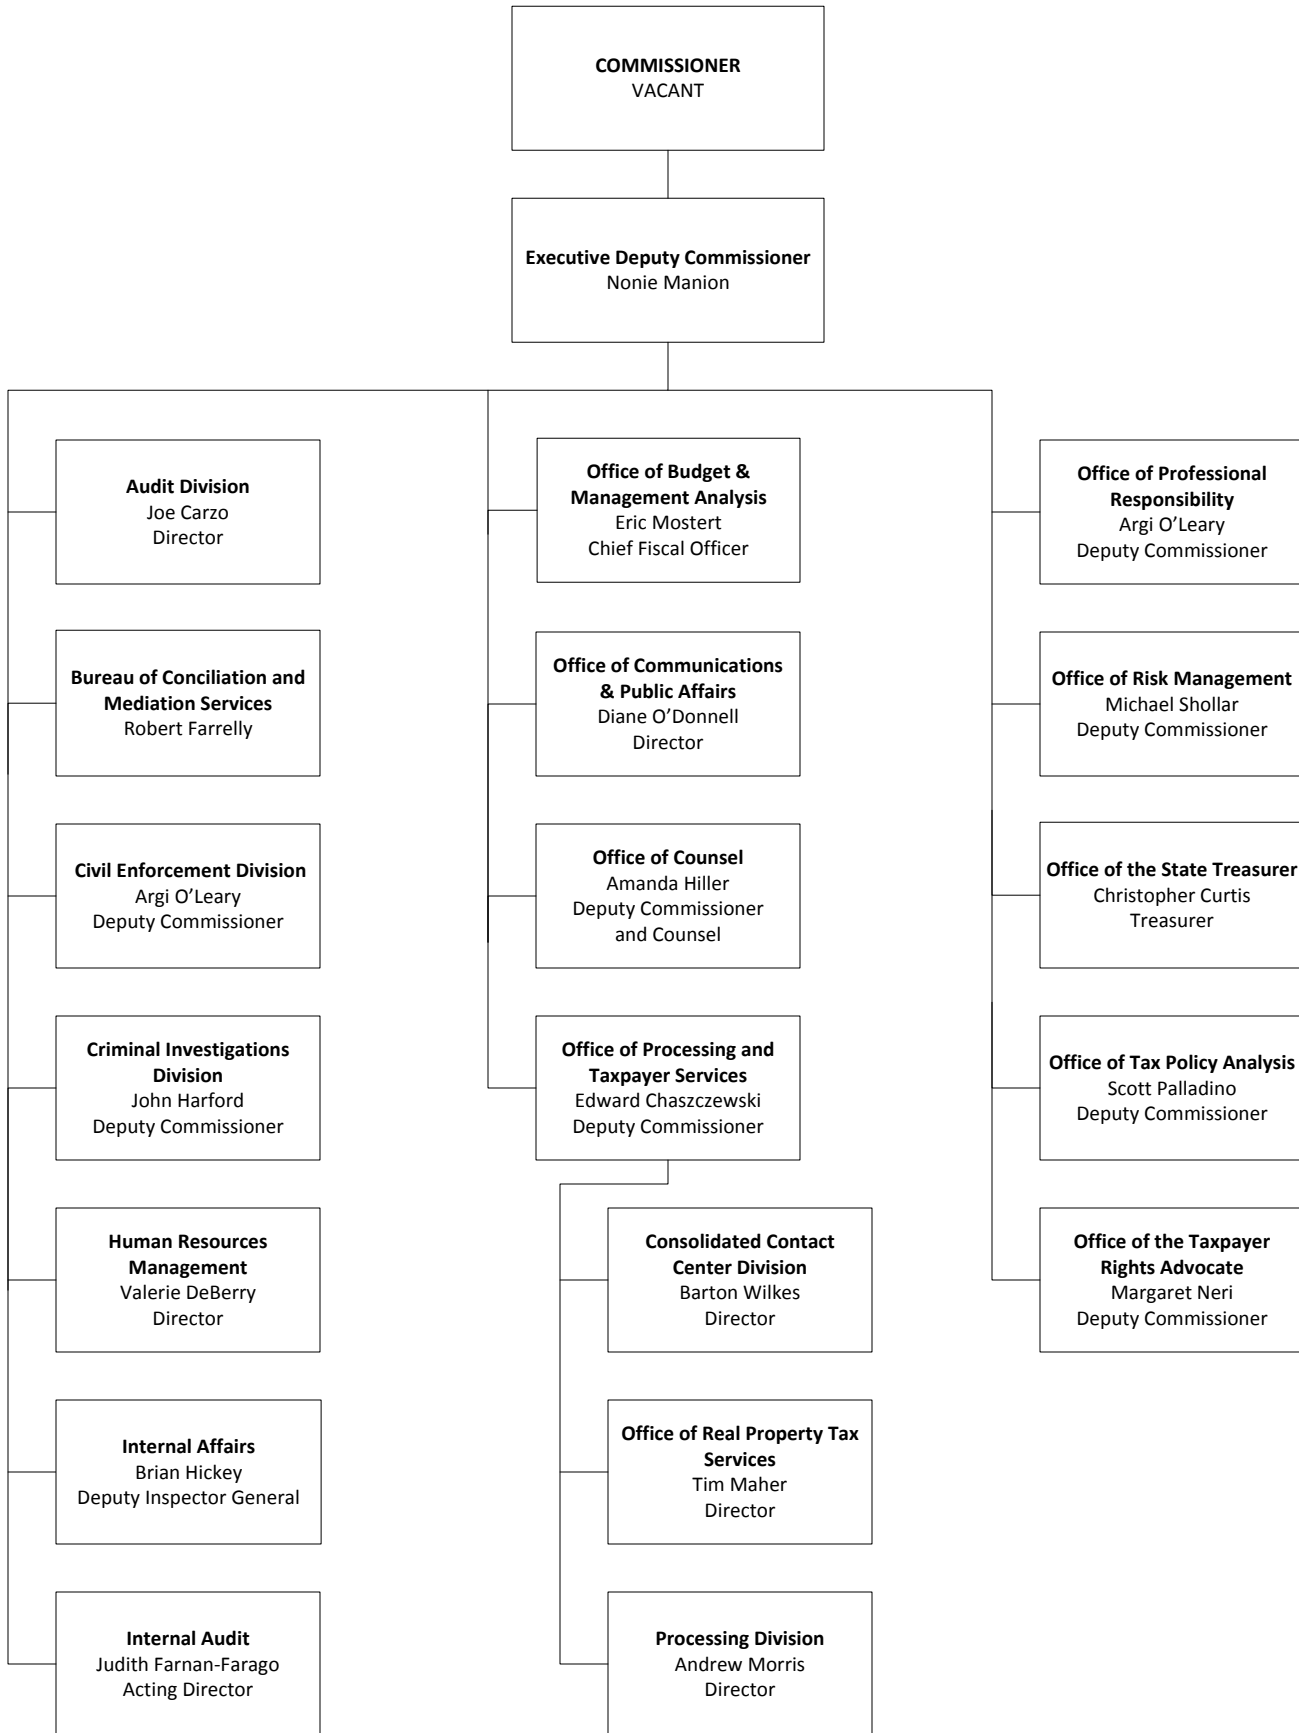 COMMISSIONER
VACANT
Executive Deputy Commissioner
Nonie Manion
Audit Division
Joe Carzo
Director
Bureau of Conciliation and
Mediation Services
Robert Farrelly
Civil Enforcement Division
Argi O’Leary
Deputy Commissioner
Criminal Investigations
Division
John Harford
Deputy Commissioner
Human Resources
Management
Valerie DeBerry
Director
Internal Affairs
Brian Hickey
Deputy Inspector General
Internal Audit
Judith Farnan-Farago
Acting Director
Office of Budget &
Management Analysis
Eric Mostert
Chief Fiscal Officer
Office of Communications
& Public Affairs
Diane O’Donnell
Director
Office of Counsel
Amanda Hiller
Deputy Commissioner
and Counsel
Office of Processing and
Taxpayer Services
Edward Chaszczewski
Deputy Commissioner
Consolidated Contact
Center Division
Barton Wilkes
Director
Office of Real Property Tax
Services
Tim Maher
Director
Processing Division
Andrew Morris
Director
Office of Professional
Responsibility
Argi O’Leary
Deputy Commissioner
Office of Risk Management
Michael Shollar
Deputy Commissioner
Office of the State Treasurer
Christopher Curtis
Treasurer
Office of Tax Policy Analysis
Scott Palladino
Deputy Commissioner
Office of the Taxpayer
Rights Advocate
Margaret Neri
Deputy Commissioner